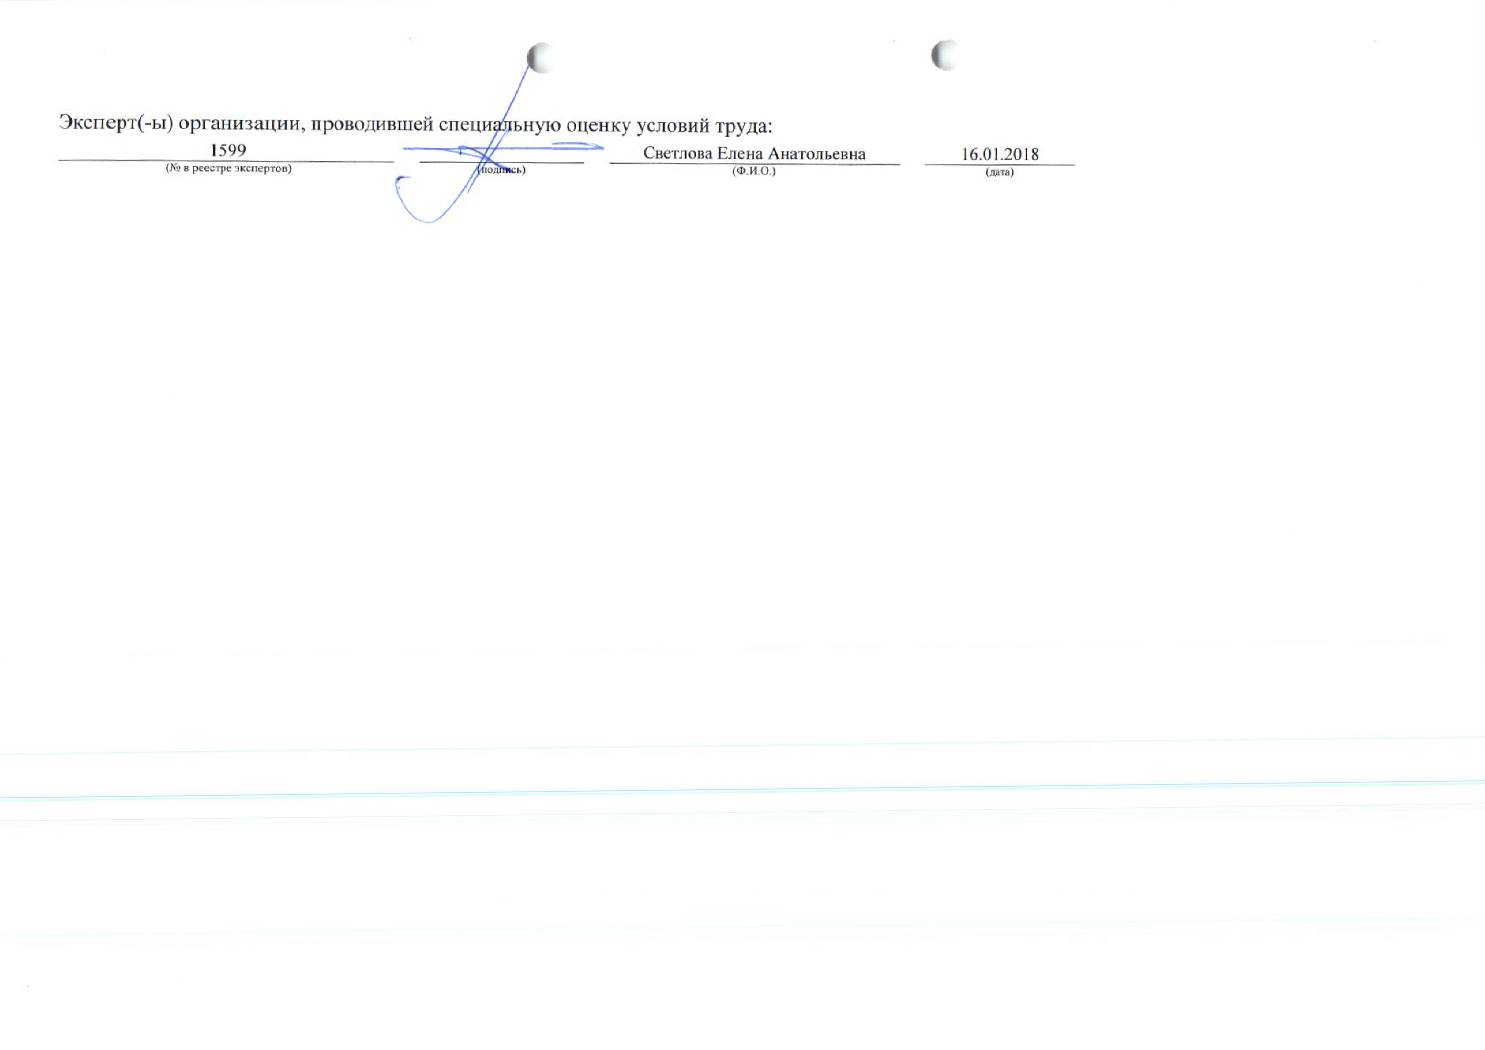 Эксперт(-ы) организации, проводившей специальную оценку условий труда:
1599 Светлова Елена Анатольевна 16.01.2018
(№ в реестре экспертов) (подпись) (Ф.И.О.) (дата)